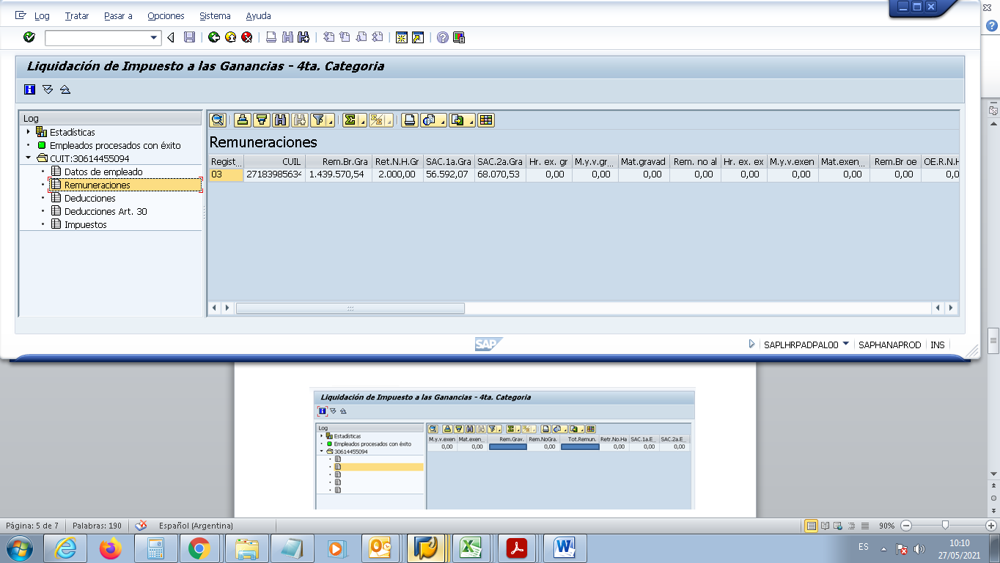 Log Tratar Pasar a Opciones Sistema Ayuda
Liquidación de Impuesto a las Ganancias - 4ta. Categoria
Log
Estadísticas
Empleados procesados con éxito
CUIT:30614455094
Datos de empleado
Remuneraciones
Deducciones
Deducciones Art. 30
Impuestos
Remuneraciones
Regist... CUIL Rem.Br.Gra Ret.N.H.Gr SAC.1a.Gra SAC.2a.Gra Hr. ex. gr M.y.v.gr... Mat.gravad Rem. no al Hr. ex. ex M.y.v.exen Mat.exen... Rem.Br oe OE.R.N.H
03 27183985634 1.439.570,54 2.000,00 56.592,07 68.070,53 0,00 0,00 0,00 0,00 0,00 0,00 0,00 0,00 0,0
SAP
SAPLHRPADPAL00 SAPHANAPROD INS
Liquidación de Impuesto a las Ganancias - 4ta. Categoria
Log
Estadísticas
Empleados procesados con éxito
30614455094
M.y.v.exen Mat.exen... Rem.Grav. Rem.NoGra. Tot.Remun. Retr.No.Ha SAC.1a.E... SAC.2a.E...
0,00 0,00 0,00 0,00 0,00 0,00
Página: 5 de 7 Palabras: 190 Español (Argentina) 90%
ES 10:10
27/05/2021